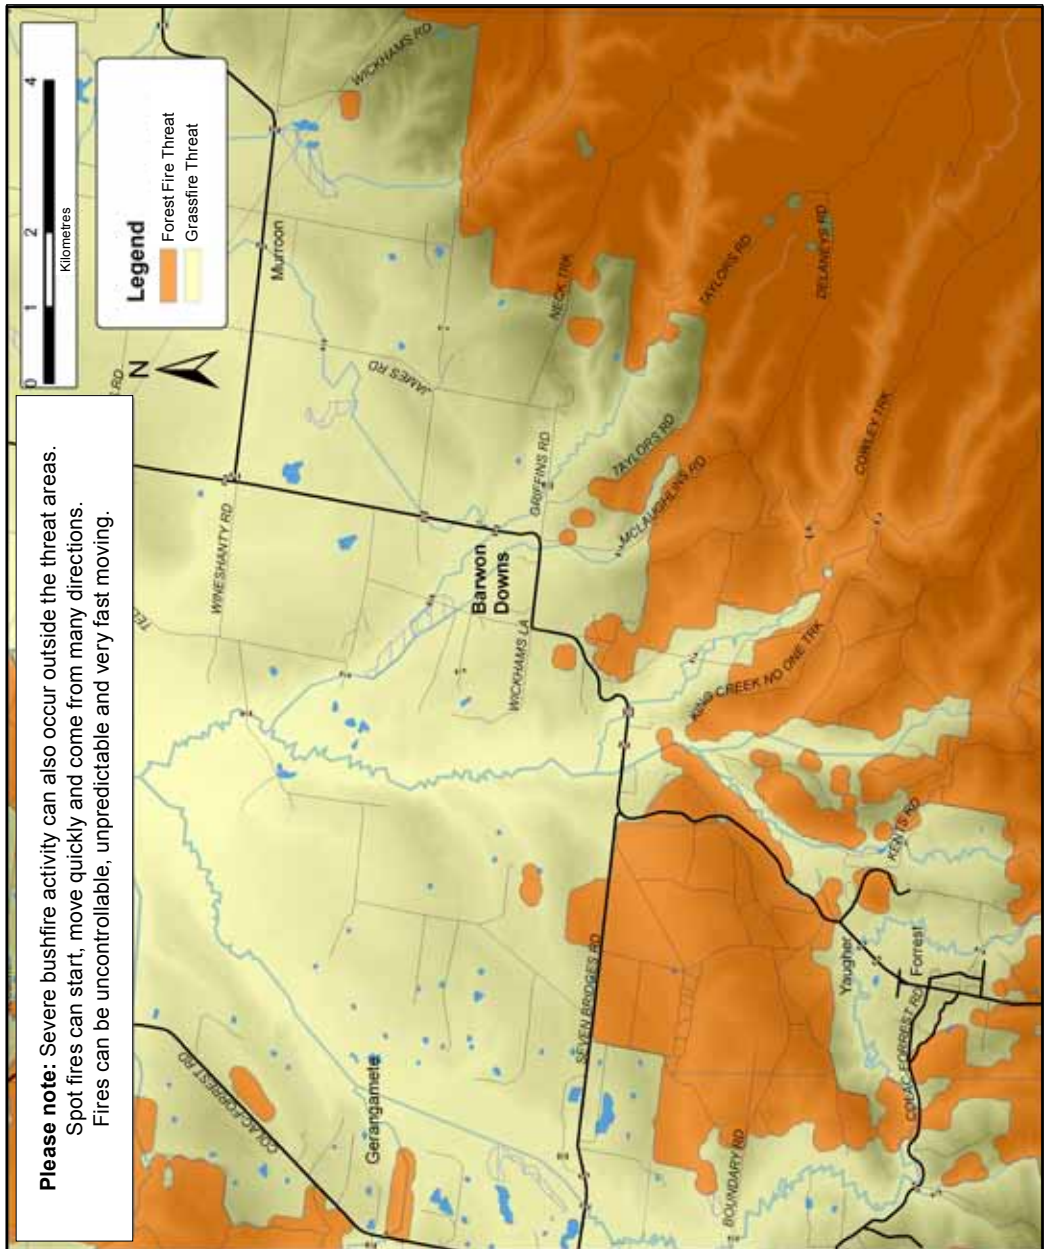 Please note: Severe bushfire activity can also occur outside the threat areas.
Spot fires can start, move quickly and come from many directions.
Fires can be uncontrollable, unpredictable and very fast moving.
0 1 2 4
Kilometres
N
Legend
Forest Fire Threat
Grassfire Threat
WICKHAMS RD
Murroon
JAMES RD
WINESHANTY RD
NECK TRK
GRIFFINS RD
TAYLORS RD
TAYLORS RD
DELANEYS RD
MCLAUGHLINS RD
COWLEY TRK
Barwon
Downs
WICKHAMS LA
KING CREEK NO ONE TRK
KENTS RD
SEVEN BRIDGES RD
Yaugher
Forrest
COLAC-FORREST RD
COLAC-FORREST RD
Gerangamete
BOUNDARY RD